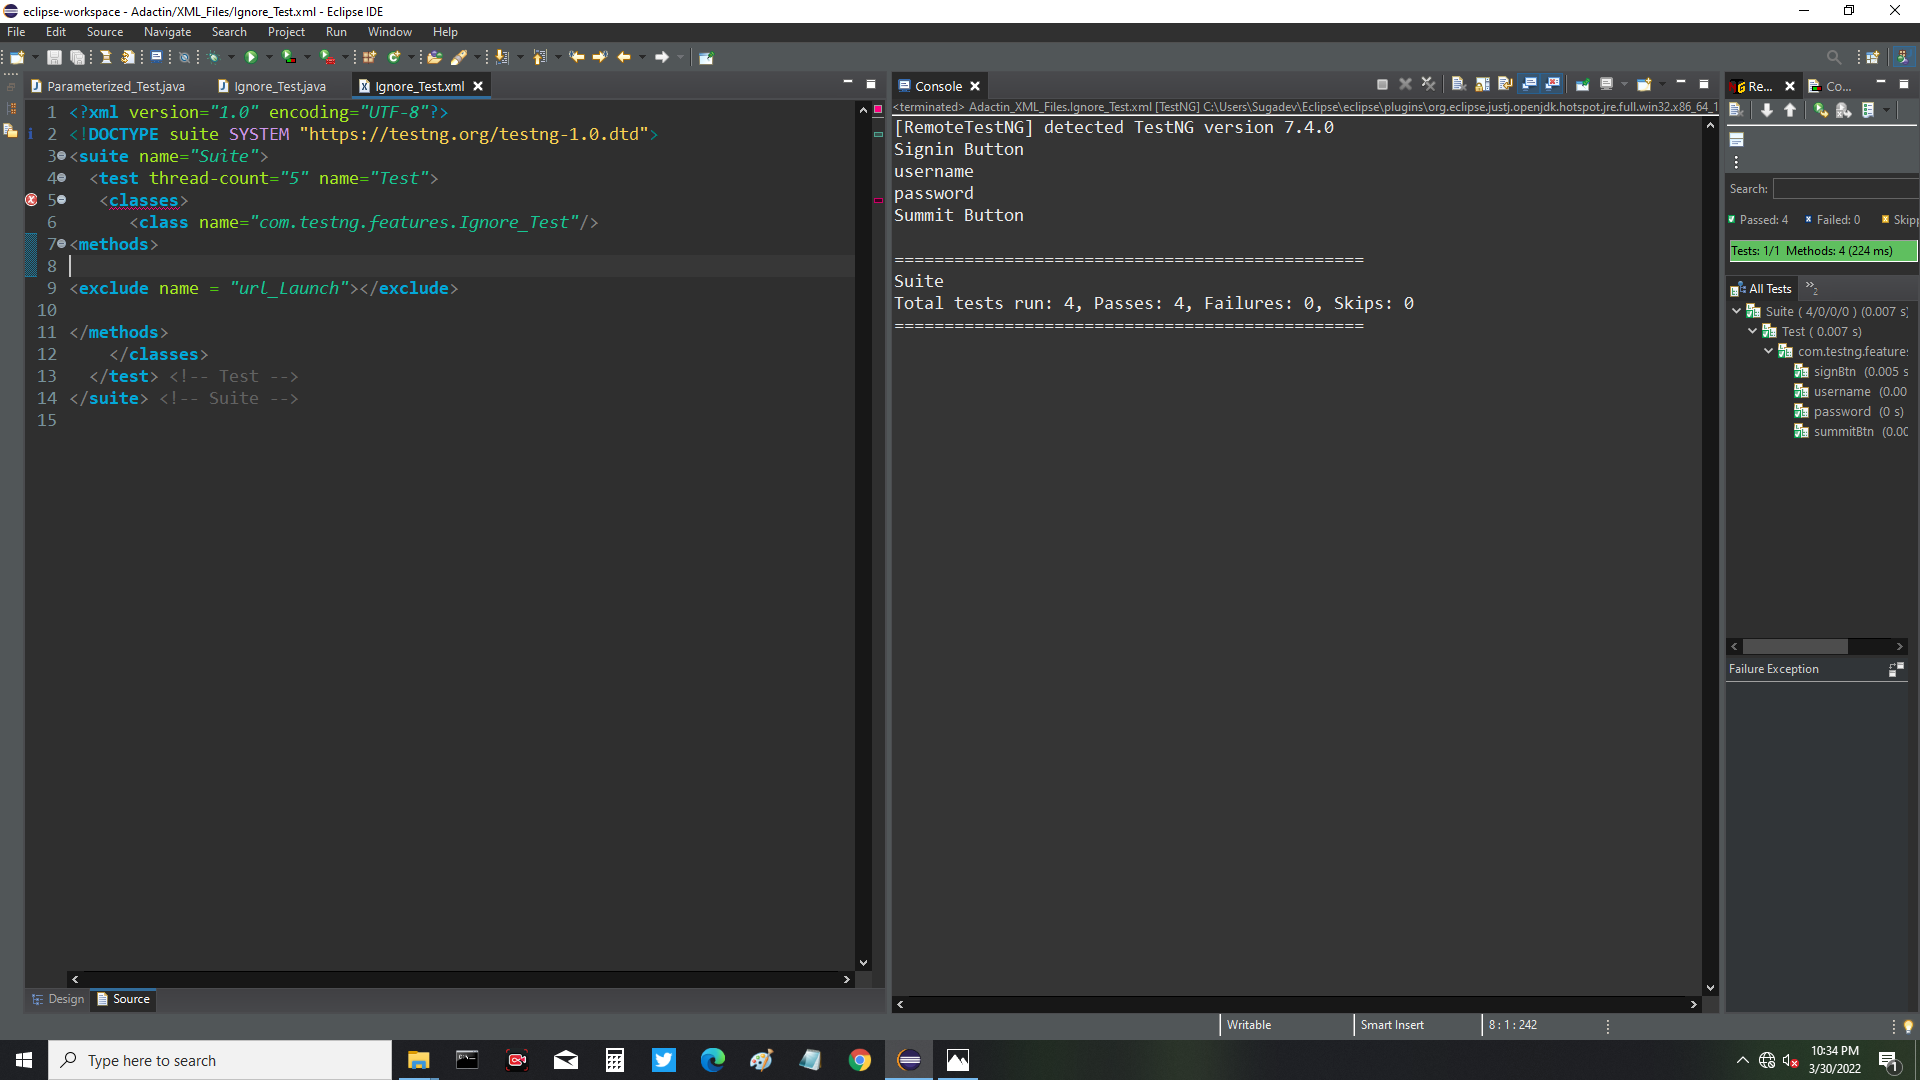 eclipse-workspace - Adactin/XML_Files/Ignore_Test.xml - Eclipse IDE
File Edit Source Navigate Search Project Run Window Help
Parameterized_Test.java Ignore_Test.java Ignore_Test.xml
1 <?xml version="1.0" encoding="UTF-8"?>
2 <!DOCTYPE suite SYSTEM "https://testng.org/testng-1.0.dtd">
3 <suite name="Suite">
4 <test thread-count="5" name="Test">
5 <classes>
6 <class name="com.testng.features.Ignore_Test"/>
7 <methods>
8
9 <exclude name = "url_Launch"></exclude>
10
11 </methods>
12 </classes>
13 </test> <!-- Test -->
14 </suite> <!-- Suite -->
15
Design Source
Console
<terminated> Adactin_XML_Files.Ignore_Test.xml [TestNG] C:\Users\Sugadev\Eclipse\eclipse\plugins\org.eclipse.justj.openjdk.hotspot.jre.full.win32.x86_64_1
[RemoteTestNG] detected TestNG version 7.4.0
Signin Button
username
password
Summit Button
===============================================
Suite
Total tests run: 4, Passes: 4, Failures: 0, Skips: 0
===============================================
Re... Co...
Search:
Passed: 4 Failed: 0 Skipp
Tests: 1/1 Methods: 4 (224 ms)
All Tests »2
Suite ( 4/0/0/0 ) (0.007 s)
Test ( 0.007 s)
com.testng.features
signBtn (0.005 s
username (0.00
password (0 s)
summitBtn (0.00
Failure Exception
Writable Smart Insert 8 : 1 : 242
Type here to search
10:34 PM
3/30/2022
1